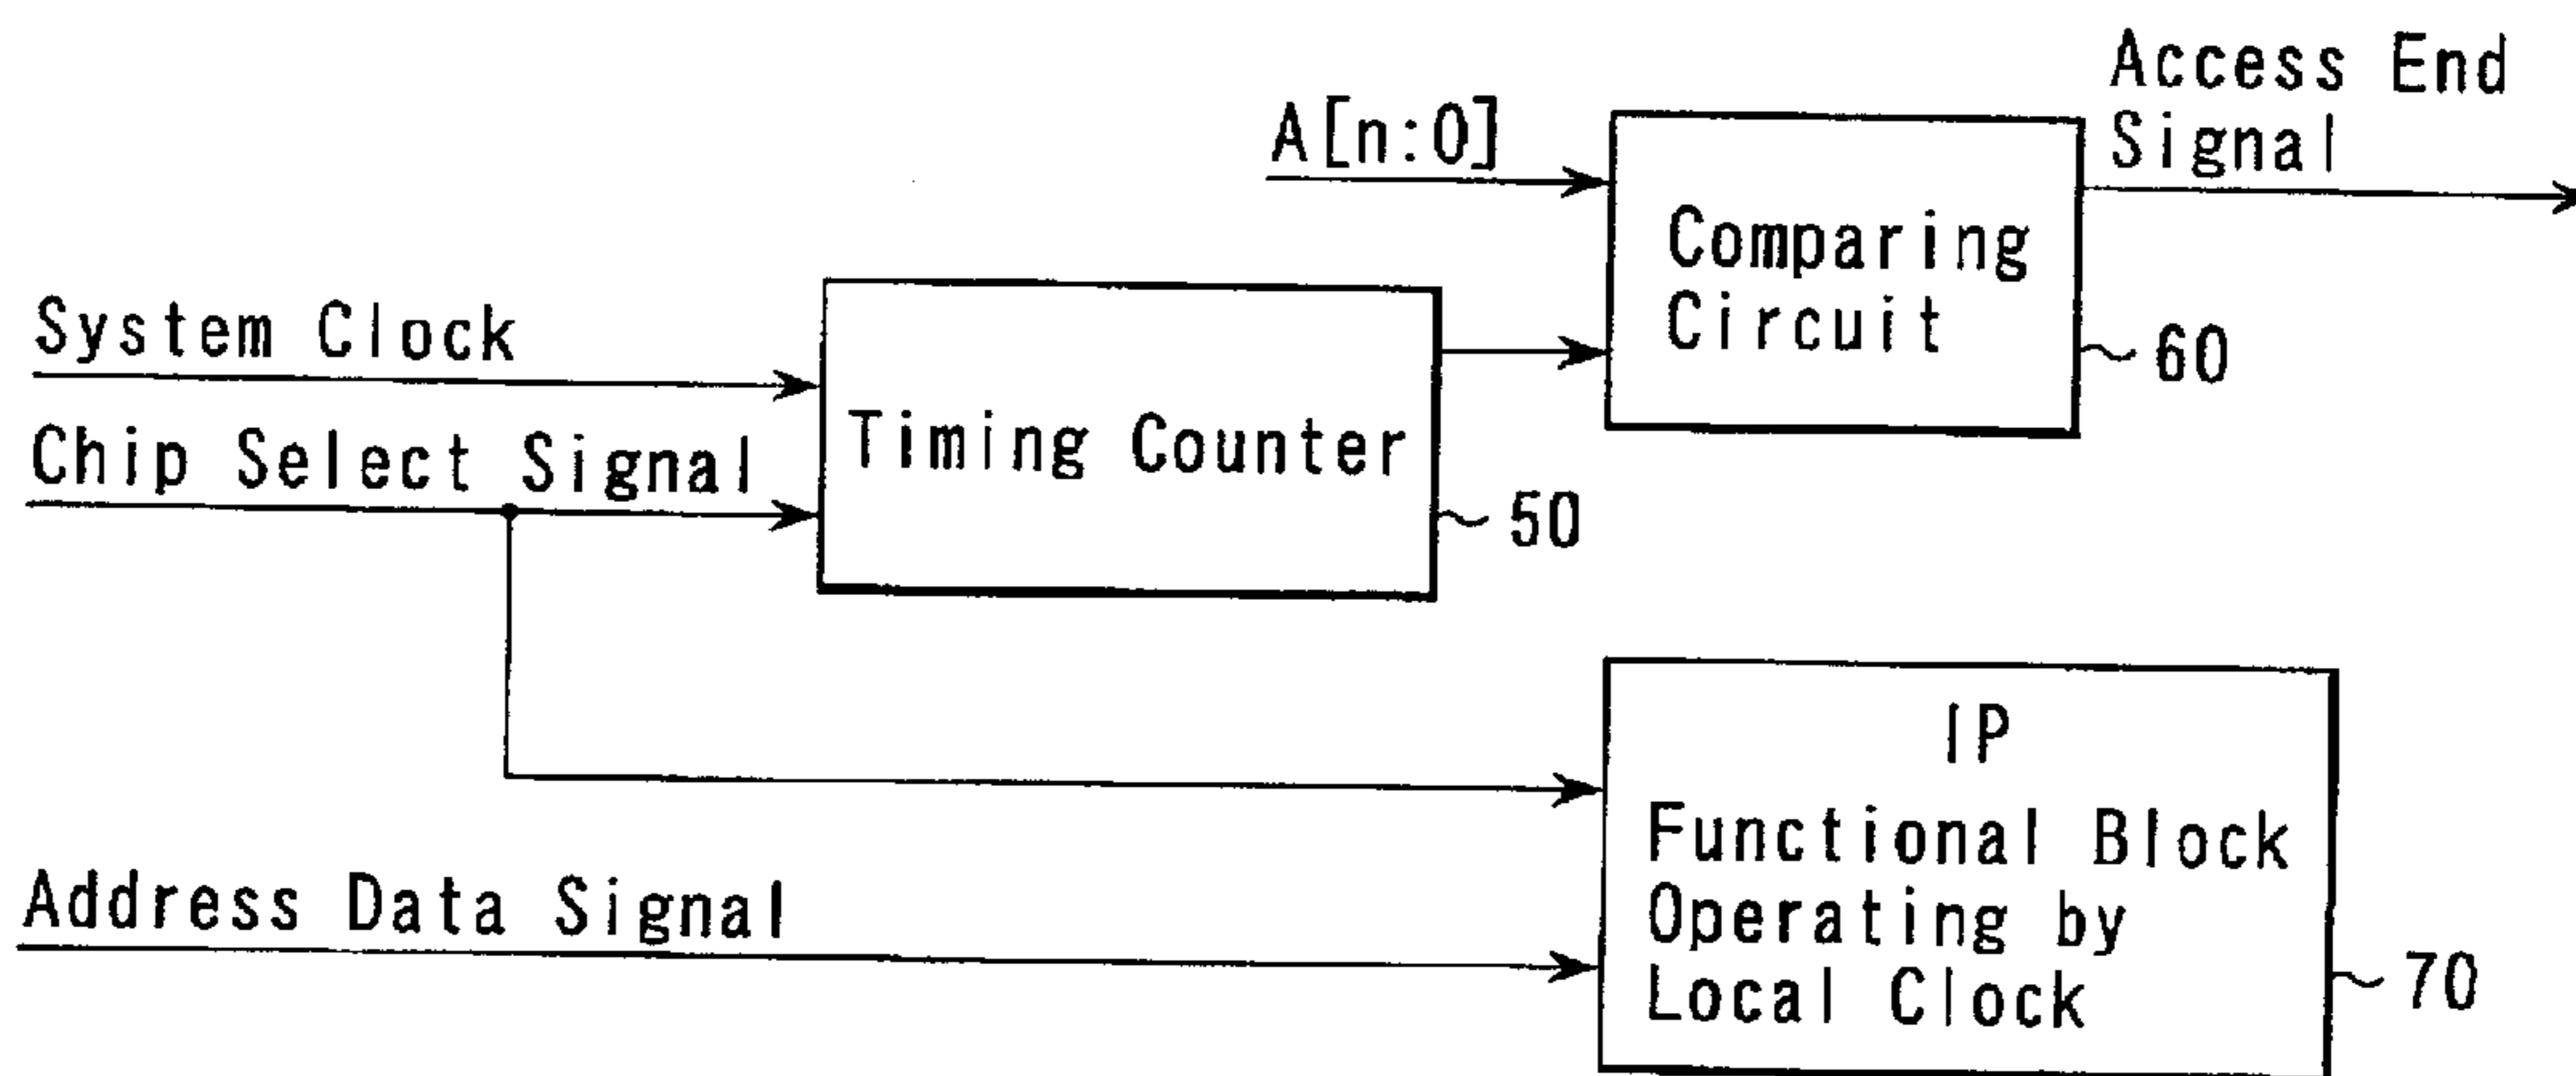 Access End
Signal
A[n:0]
Comparing
Circuit
60
System Clock
Chip Select Signal
Timing Counter
50
IP
Functional Block
Operating by
Local Clock
70
Address Data Signal